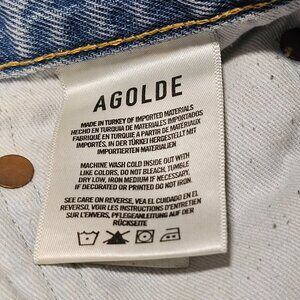 AGOLDE
MADE IN TURKEY OF IMPORTED MATERIALS
HECHO EN TURQUIA DE MATERIALES IMPORTADOS
FABRIQUÉ EN TURQUIE A PARTIR DE MATÉRIAUX
IMPORTÉS, IN DER TÜRKEI HERGESTELLT MIT
IMPORTIERTEN MATERIALIEN
MACHINE WASH COLD INSIDE OUT WITH
LIKE COLORS, DO NOT BLEACH, TUMBLE
DRY LOW, IRON MEDIUM IF NECESSARY.
IF DECORATED OR PRINTED DO NOT IRON.
SEE CARE ON REVERSE, VEA EL CUIDADO EN EL
REVERSO, VOIR LES INSTRUCTIONS D'ENTRETIEN
SUR L'ENVERS, PFLEGEANLEITUNG AUF DER
RÜCKSEITE